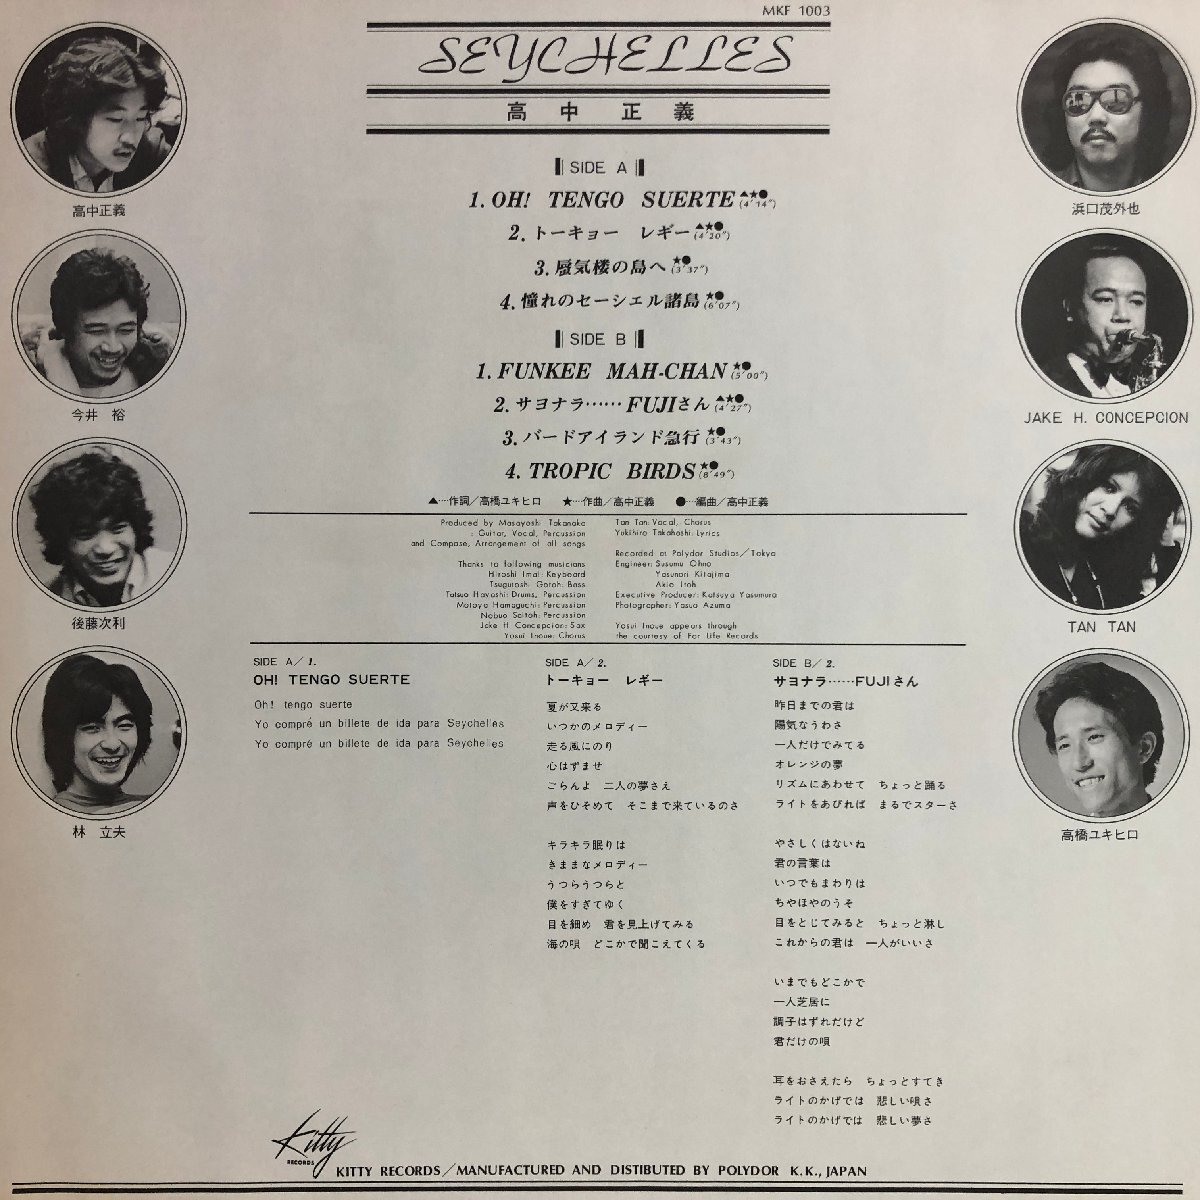 MKF 1003
SEYCHELLES
高中正義
SIDE A
1. OH! TENGO SUERTE ▲★● (4'14")
2. トーキョー レギー ▲★● (4'20")
3. 蜃気楼の島へ ★● (3'37")
4. 憧れのセーシェル諸島 ★● (6'07")
SIDE B
1. FUNKEE MAH-CHAN ★● (5'00")
2. サヨナラ……FUJIさん ▲★● (4'27")
3. バードアイランド急行 ★● (3'43")
4. TROPIC BIRDS ★● (8'49")
▲…作詞/高橋ユキヒロ ★…作曲/高中正義 ●…編曲/高中正義
高中正義
今井 裕
後藤次利
林 立夫
浜口茂外也
JAKE H. CONCEPCION
TAN TAN
高橋ユキヒロ
Produced by Masayoshi Takanaka
: Guitar, Vocal, Percussion
and Compose, Arrangement of all songs
Thanks to following musicians
Hiroshi Imai: Keyboard
Tsugutoshi Gotoh: Bass
Tatsuo Hayashi: Drums, Percussion
Motoya Hamaguchi: Percussion
Nobuo Saitoh: Percussion
Jake H. Concepcion: Sax
Yosui Inoue: Chorus
Tan Tan: Vocal, Chorus
Yukihiro Takahashi: Lyrics
Recorded at Polydor Studios/Tokyo
Engineer: Susumu Ohno
Yasunori Kitajima
Akio Itoh
Executive Producer: Katsuya Yasumura
Photographer: Yasuo Azuma
Yosui Inoue appears through
the courtesy of For Life Records
SIDE A/1.
OH! TENGO SUERTE
Oh! tengo suerte
Yo compré un billete de ida para Seychelles
Yo compré un billete de ida para Seychelles
SIDE A/2.
トーキョー レギー
夏が又来る
いつかのメロディー
走る風にのり
心はずませ
ごらんよ 二人の夢さえ
声をひそめて そこまで来ているのさ
キラキラ眠りは
きままなメロディー
うつらうつらと
僕をすぎてゆく
目を細め 君を見上げてみる
海の唄 どこかで聞こえてくる
SIDE B/2.
サヨナラ……FUJIさん
昨日までの君は
陽気なうわさ
一人だけでみてる
オレンジの夢
リズムにあわせて ちょっと踊る
ライトをあびれば まるでスターさ
やさしくはないね
君の言葉は
いつでもまわりは
ちやほやのうそ
目をとじてみると ちょっと淋し
これからの君は 一人がいいさ
いまでもどこかで
一人芝居に
調子はずれだけど
君だけの唄
耳をおさえたら ちょっとすてき
ライトのかげでは 悲しい唄さ
ライトのかげでは 悲しい夢さ
Kitty
RECORDS
KITTY RECORDS/MANUFACTURED AND DISTIBUTED BY POLYDOR K.K., JAPAN